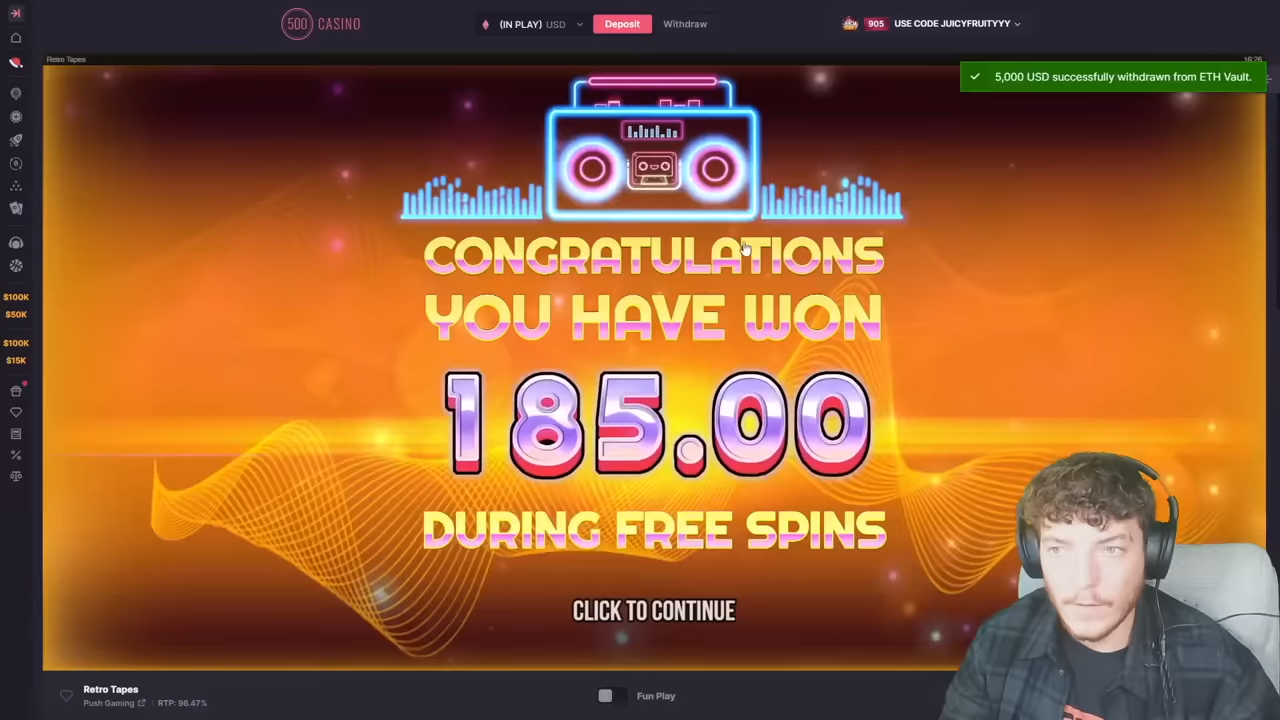 500 CASINO
(IN PLAY) USD
Deposit
Withdraw
905 USE CODE JUICYFRUITYYY
Retro Tapes
16:26
5,000 USD successfully withdrawn from ETH Vault.
CONGRATULATIONS
YOU HAVE WON
185.00
DURING FREE SPINS
CLICK TO CONTINUE
$100K
$50K
$100K
$15K
Retro Tapes
Push Gaming
RTP: 96.47%
Fun Play